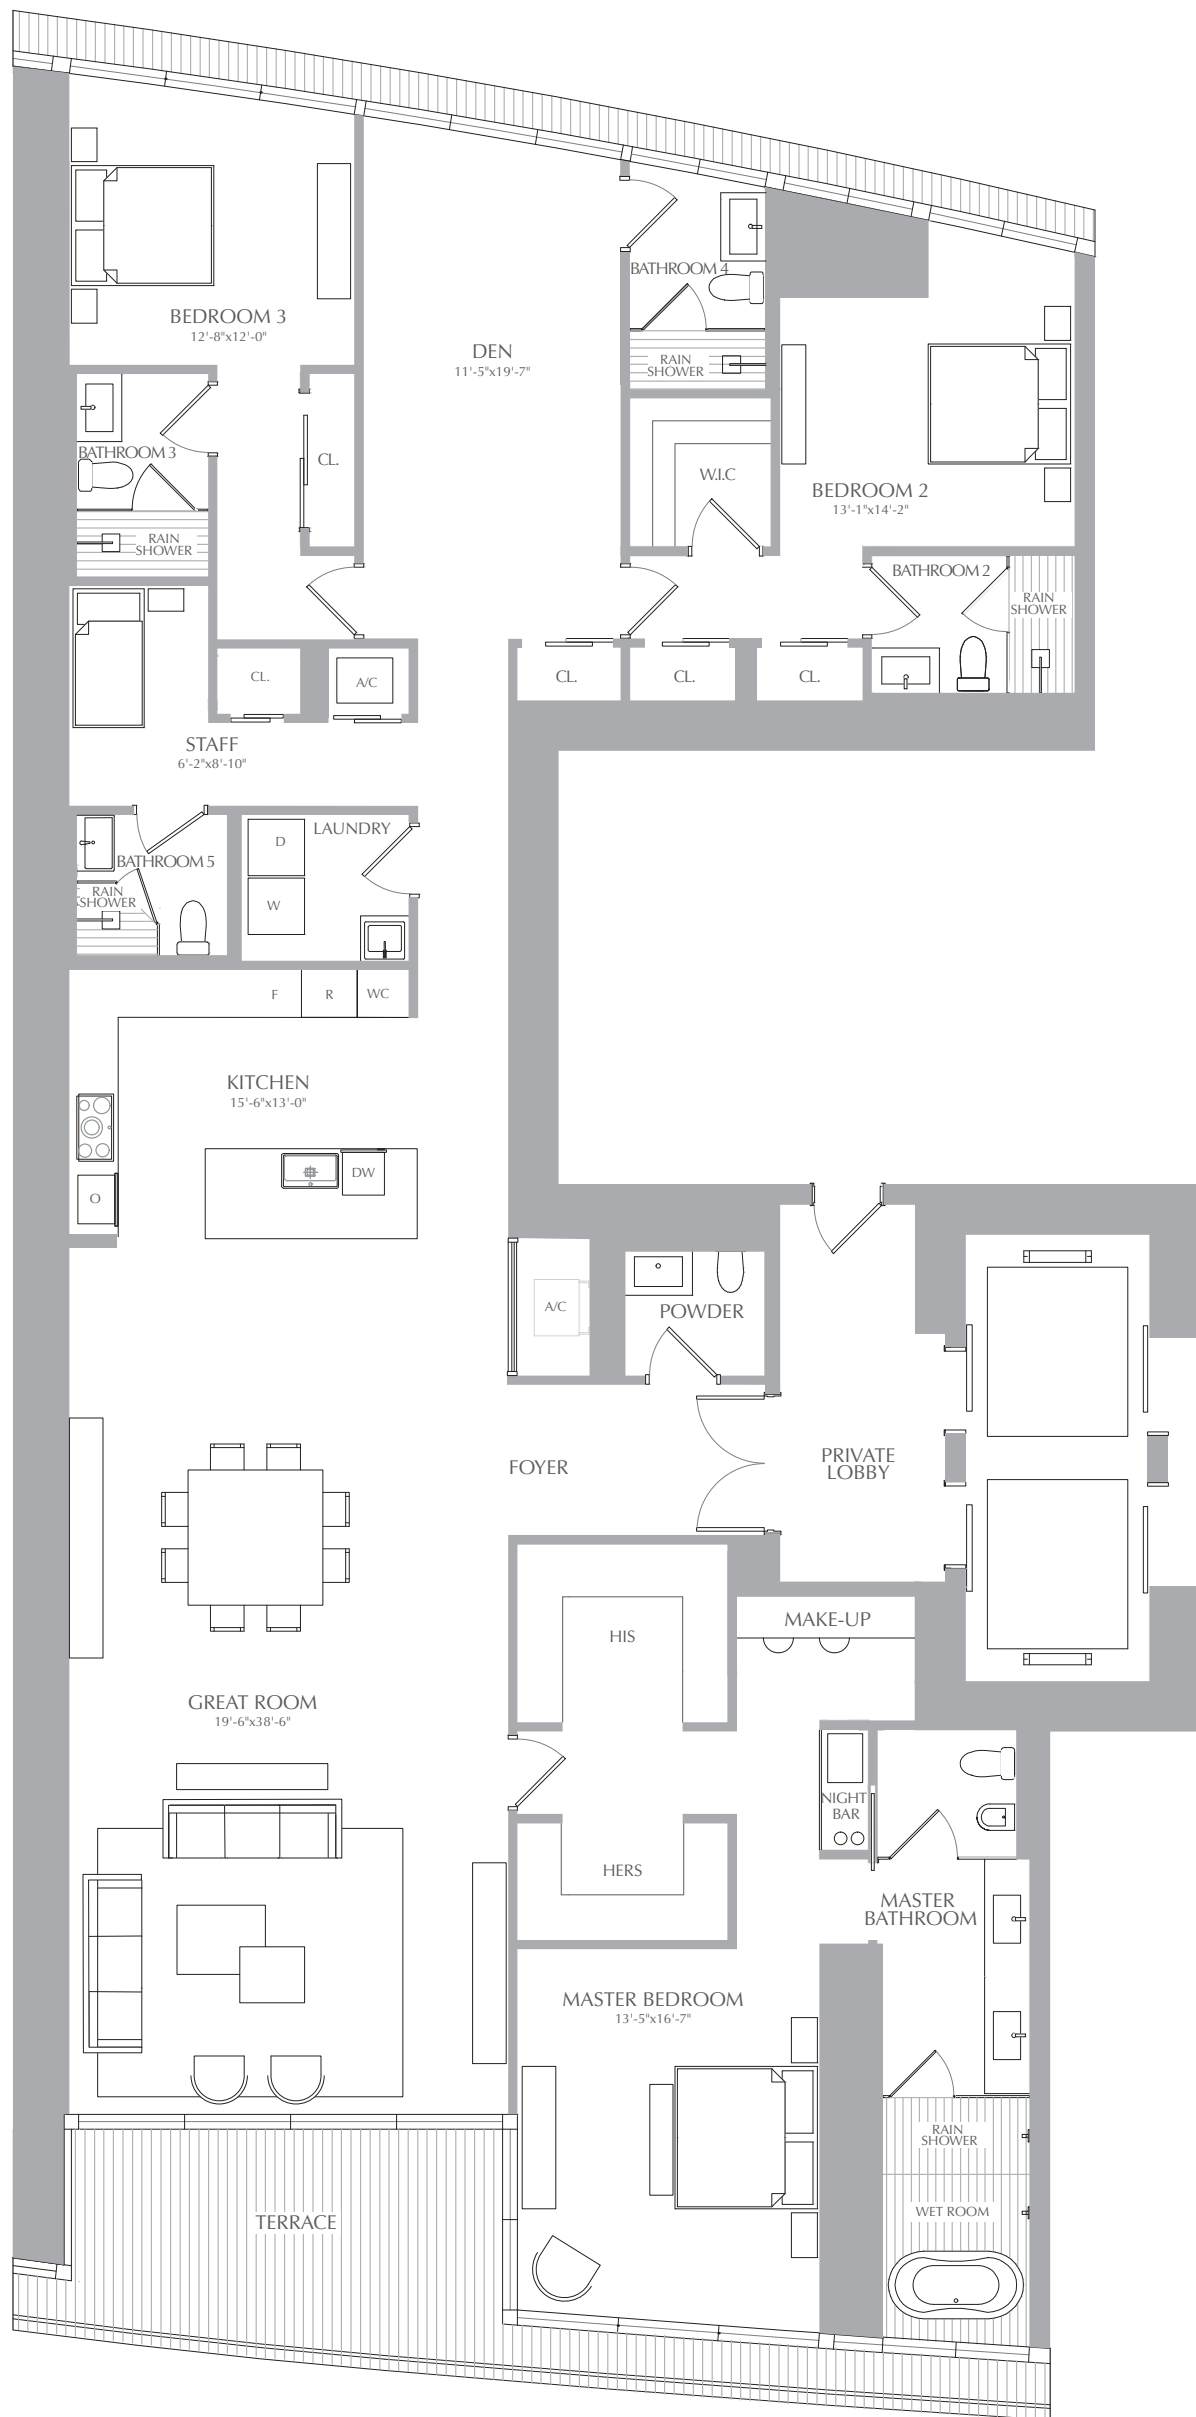 BATHROOM 4
BEDROOM 3
12'-8"x12'-0"
DEN
11'-5"x19'-7"
RAIN
SHOWER
BATHROOM 3
CL.
W.I.C
BEDROOM 2
13'-1"x14'-2"
RAIN
SHOWER
BATHROOM 2
RAIN
SHOWER
CL.
A/C
CL.
CL.
CL.
STAFF
6'-2"x8'-10"
LAUNDRY
D
BATHROOM 5
RAIN
SHOWER
W
F
R
WC
KITCHEN
15'-6"x13'-0"
DW
O
A/C
POWDER
FOYER
PRIVATE
LOBBY
MAKE-UP
HIS
GREAT ROOM
19'-6"x38'-6"
NIGHT
BAR
HERS
MASTER
BATHROOM
MASTER BEDROOM
13'-5"x16'-7"
RAIN
SHOWER
WET ROOM
TERRACE